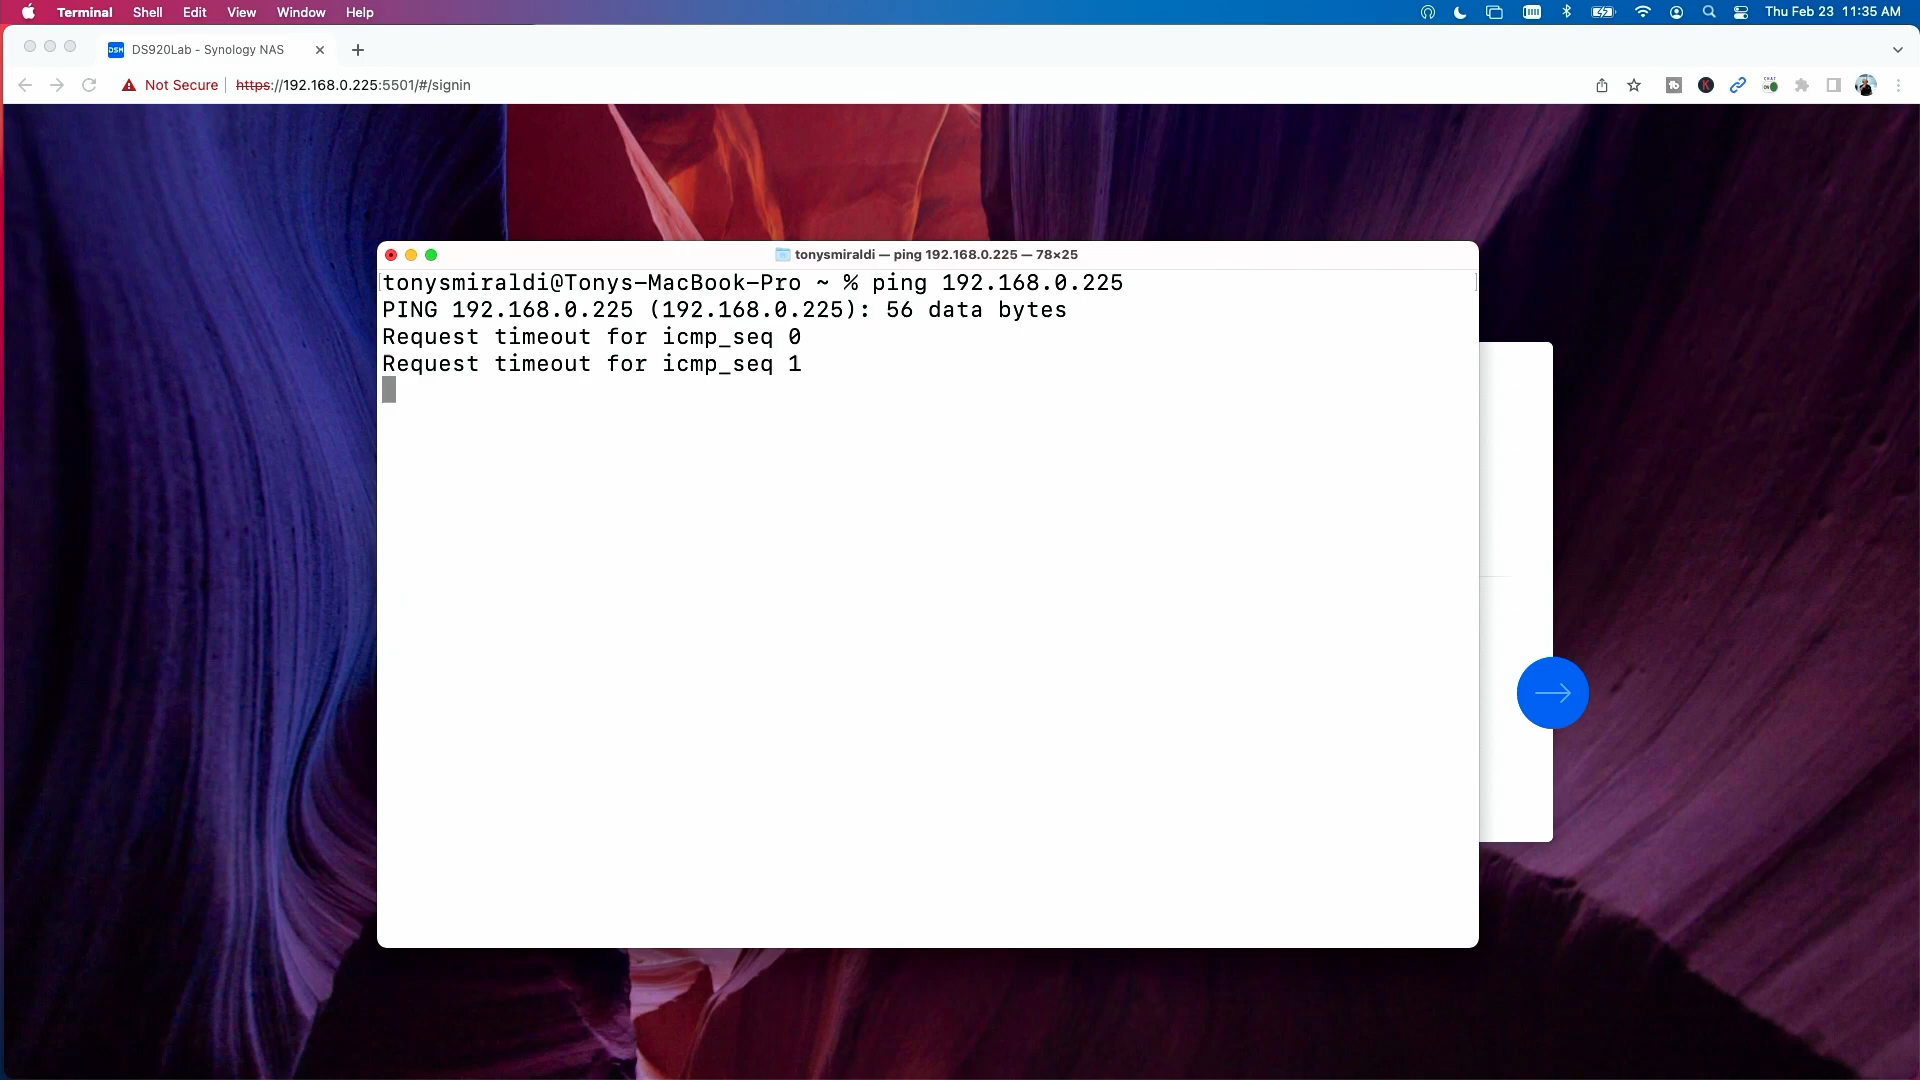 Terminal Shell Edit View Window Help Thu Feb 23 11:35 AM
DSM DS920Lab - Synology NAS
Not Secure https://192.168.0.225:5501/#/signin
tonysmiraldi — ping 192.168.0.225 — 78×25
tonysmiraldi@Tonys-MacBook-Pro ~ % ping 192.168.0.225
PING 192.168.0.225 (192.168.0.225): 56 data bytes
Request timeout for icmp_seq 0
Request timeout for icmp_seq 1